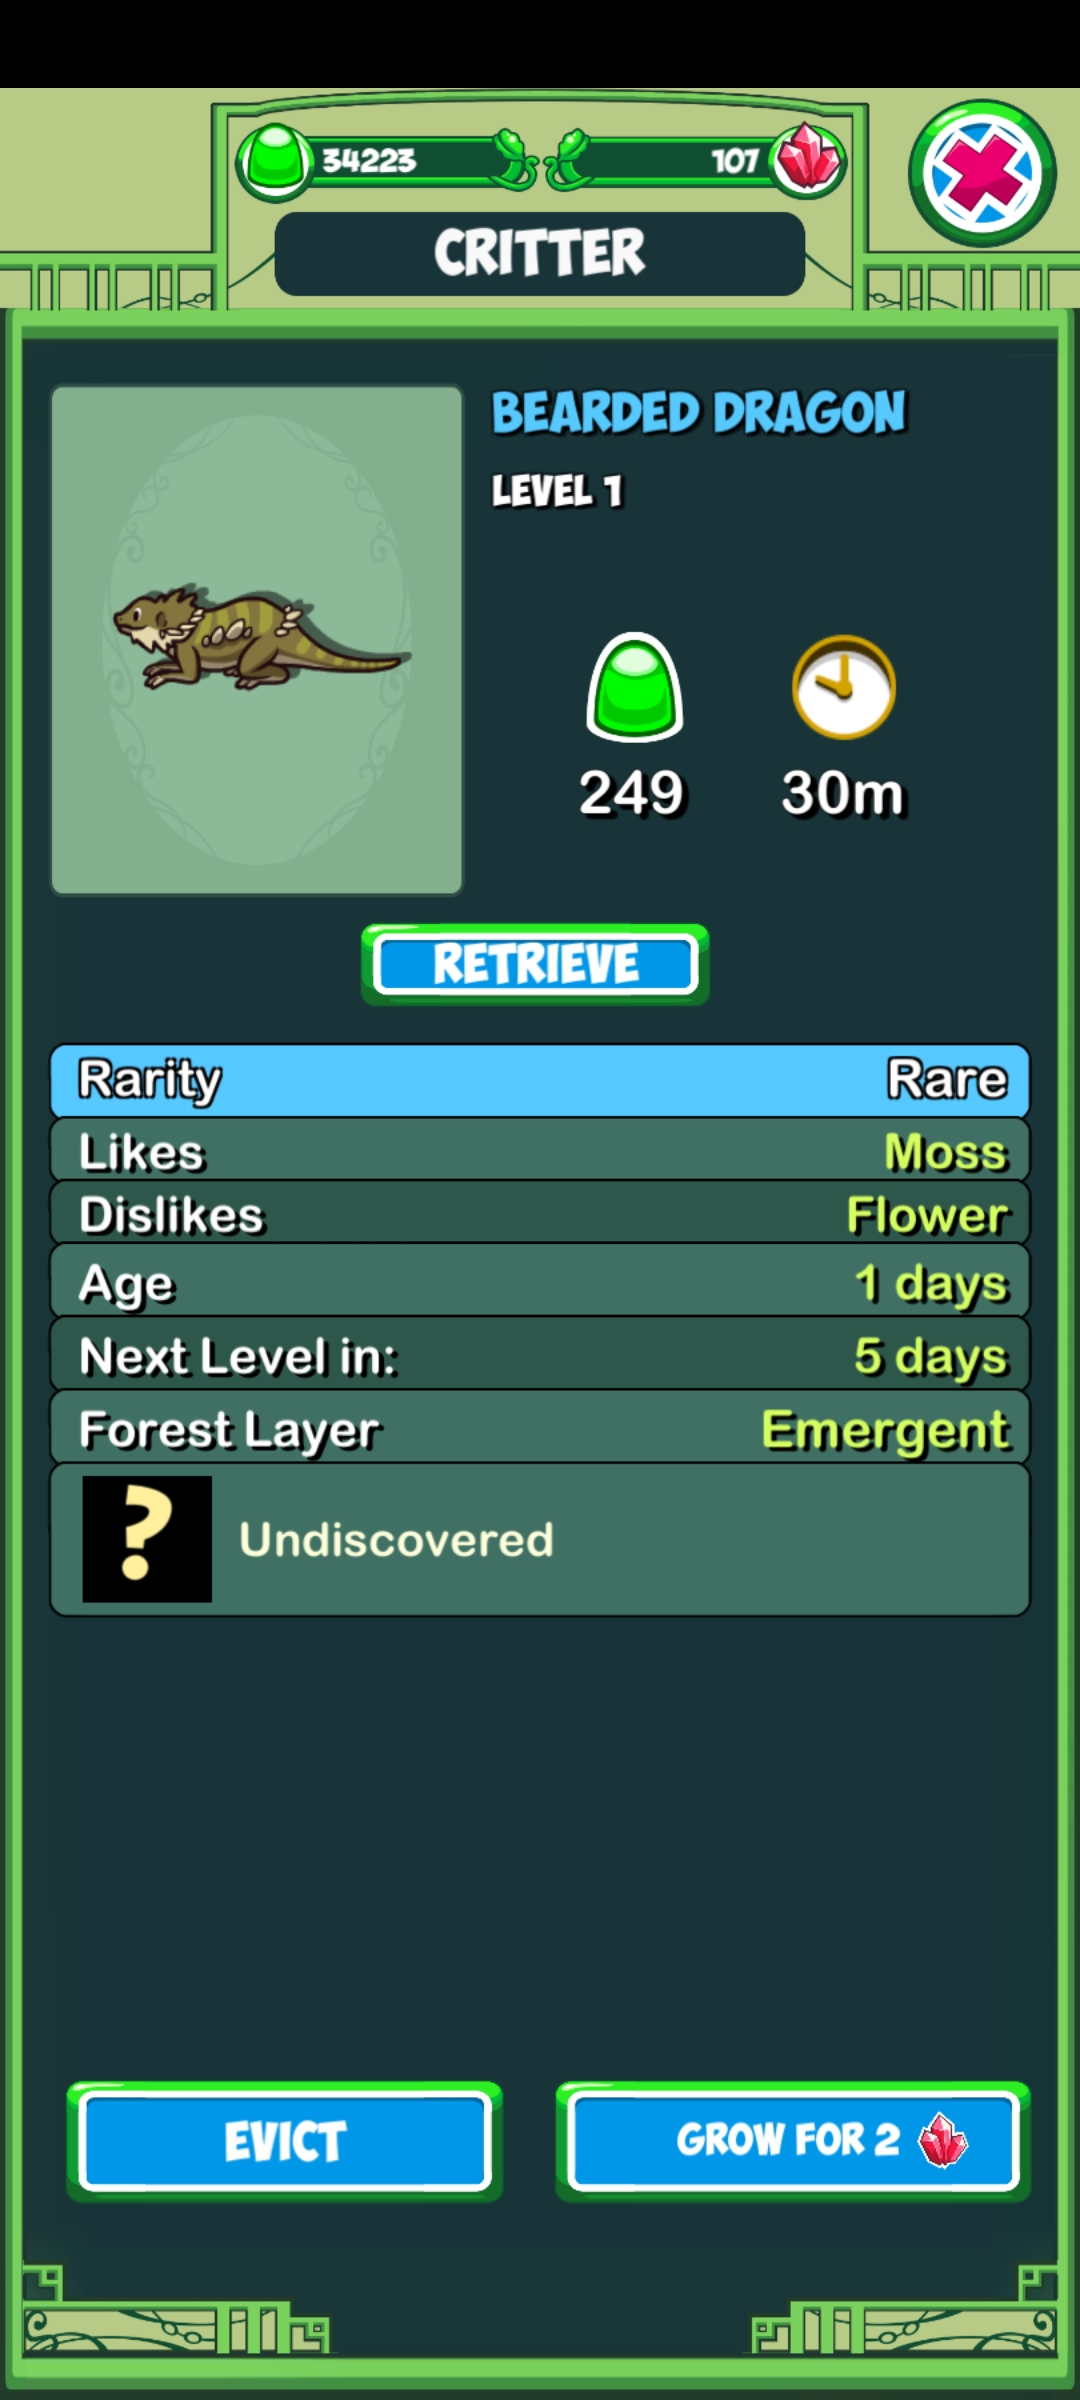 34223
107
CRITTER
BEARDED DRAGON
LEVEL 1
249
30m
RETRIEVE
Rarity Rare
Likes Moss
Dislikes Flower
Age 1 days
Next Level in: 5 days
Forest Layer Emergent
? Undiscovered
EVICT
GROW FOR 2